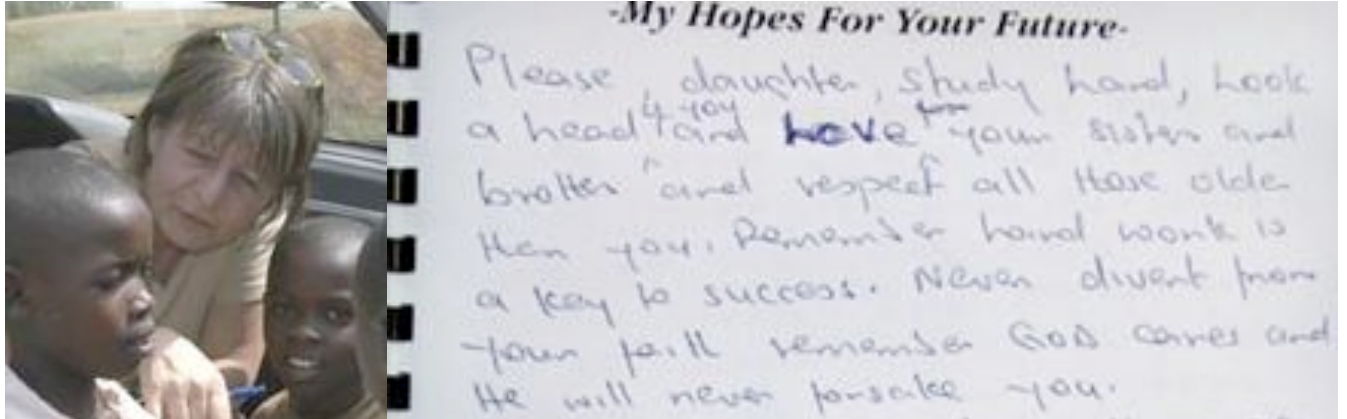 -My Hopes For Your Future-
Please, daughter, study hard, Look
a head 4 you and Love for your sister and
brother and respect all those older
then you. Remember hard work is
a key to success. Never divert from
your faith remember GOD cares and
He will never forsake you.